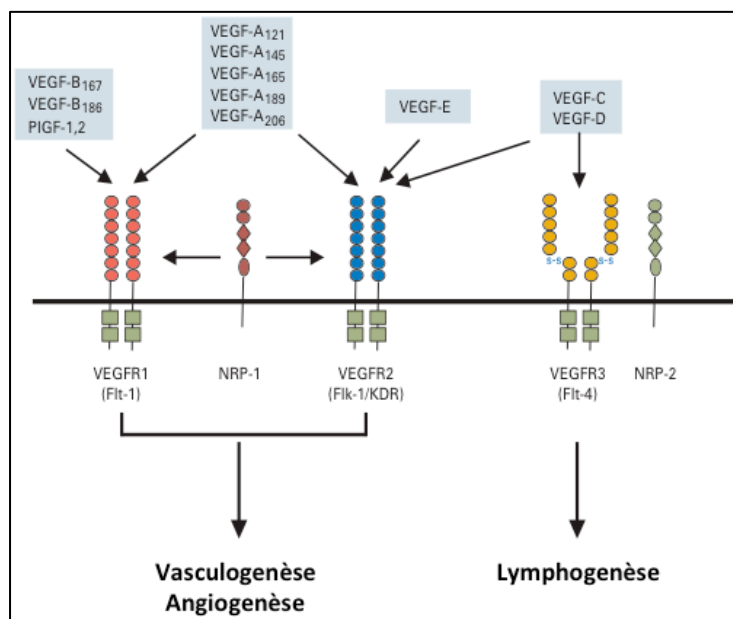 VEGF-B167
VEGF-B186
PIGF-1,2
VEGF-A121
VEGF-A145
VEGF-A165
VEGF-A189
VEGF-A206
VEGF-E
VEGF-C
VEGF-D
s-s
s-s
VEGFR1
(Flt-1)
NRP-1
VEGFR2
(Flk-1/KDR)
VEGFR3
(Flt-4)
NRP-2
Vasculogenèse
Angiogenèse
Lymphogenèse